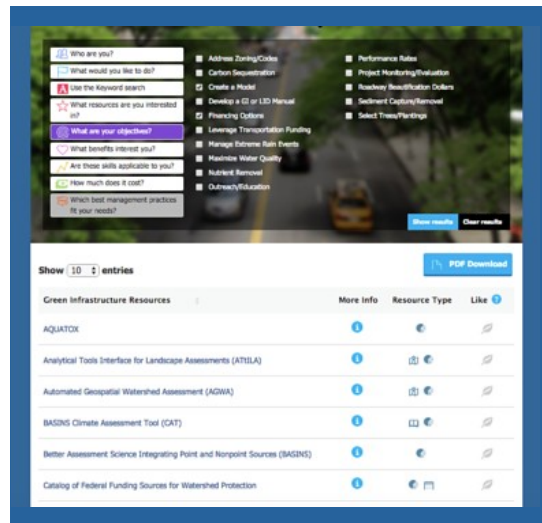 Who are you?
What would you like to do?
Use the Keyword search
What resources are you interested
in?
What are your objectives?
What benefits interest you?
Are these skills applicable to you?
How much does it cost?
Which best management practices
fit your needs?
Address Zoning/Codes
Carbon Sequestration
Create a Model
Develop a GI or LID Manual
Financing Options
Leverage Transportation Funding
Manage Extreme Rain Events
Maximize Water Quality
Nutrient Removal
Outreach/Education
Performance Rates
Project Monitoring/Evaluation
Roadway Beautification Dollars
Sediment Capture/Removal
Select Trees/Plantings
Show results Clear results
Show 10 entries
PDF Download
Green Infrastructure Resources More Info Resource Type Like ?
AQUATOX
Analytical Tools Interface for Landscape Assessments (ATtILA)
Automated Geospatial Watershed Assessment (AGWA)
BASINS Climate Assessment Tool (CAT)
Better Assessment Science Integrating Point and Nonpoint Sources (BASINS)
Catalog of Federal Funding Sources for Watershed Protection